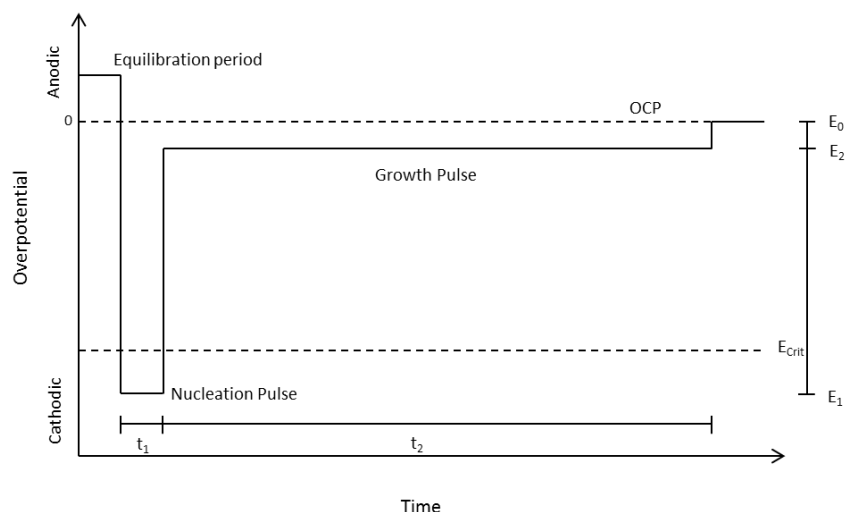 Anodic
Equilibration period
OCP
0
E0
E2
Growth Pulse
Overpotential
ECrit
Cathodic
Nucleation Pulse
E1
t1
t2
Time